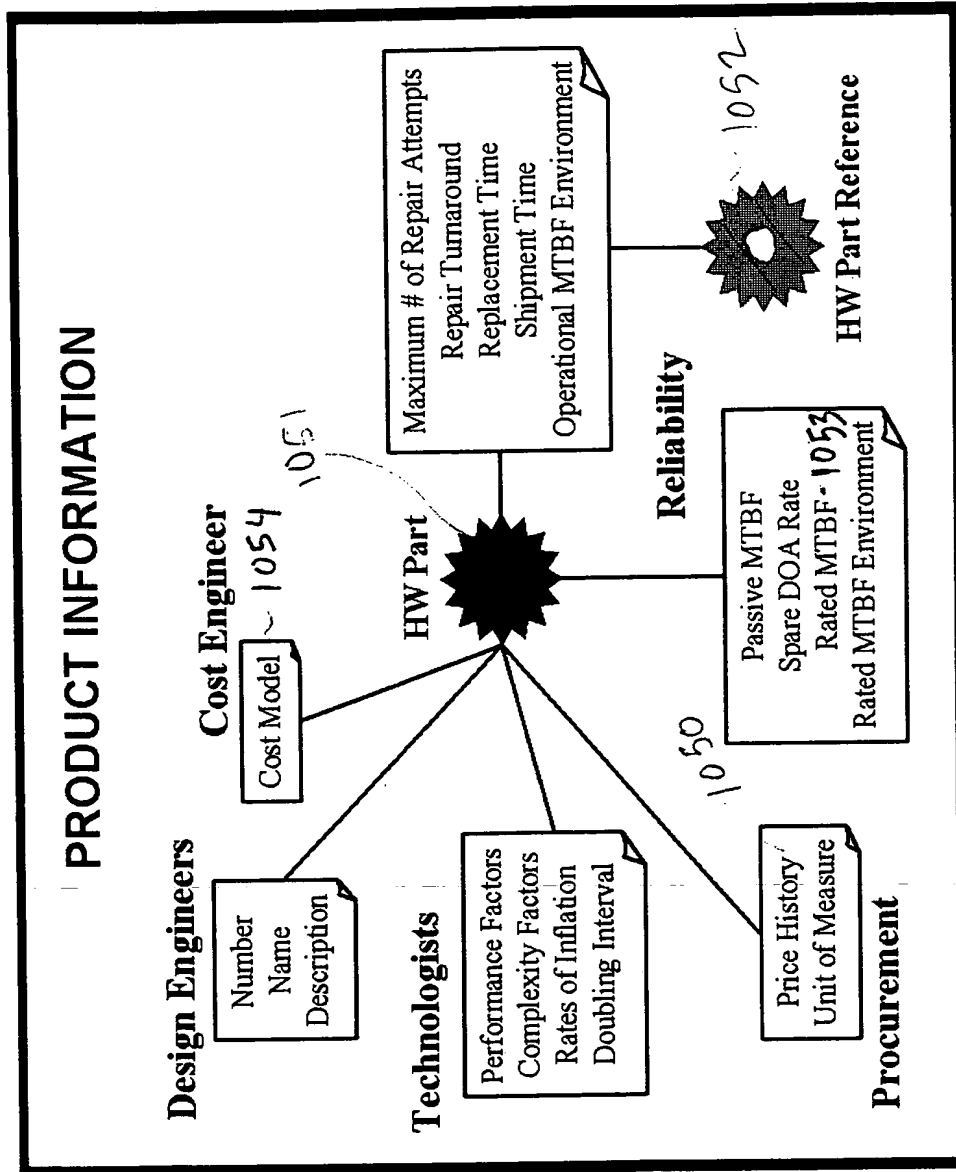 PRODUCT INFORMATION
Design Engineers
Number
Name
Description
Cost Engineer
Cost Model ~ 1054
Technologists
Performance Factors
Complexity Factors
Rates of Inflation
Doubling Interval
HW Part
1051
Maximum # of Repair Attempts
Repair Turnaround
Replacement Time
Shipment Time
Operational MTBF Environment
Procurement
1050
Price History
Unit of Measure
Reliability
Passive MTBF
Spare DOA Rate
Rated MTBF - 1053
Rated MTBF Environment
HW Part Reference
1052